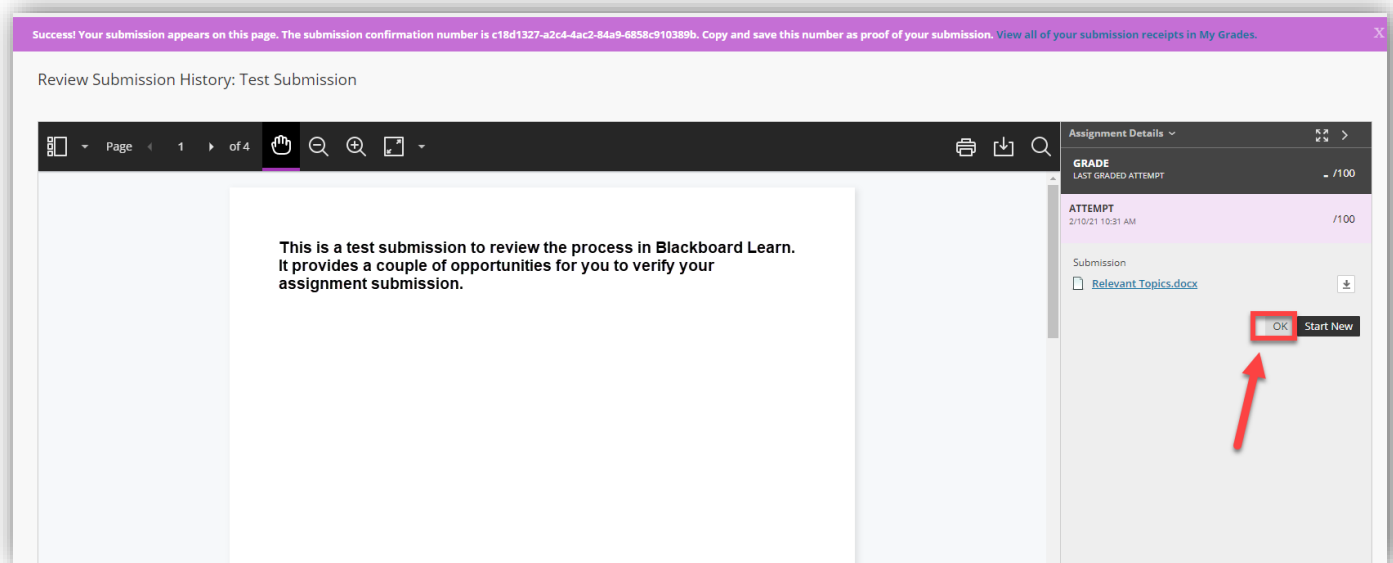 Success! Your submission appears on this page. The submission confirmation number is c18d1327-a2c4-4ac2-84a9-6858c910389b. Copy and save this number as proof of your submission. View all of your submission receipts in My Grades. X
Review Submission History: Test Submission
Page 1 of 4
Assignment Details
GRADE
LAST GRADED ATTEMPT
- /100
ATTEMPT
2/10/21 10:31 AM
/100
Submission
Relevant Topics.docx
OK Start New
This is a test submission to review the process in Blackboard Learn.
It provides a couple of opportunities for you to verify your
assignment submission.